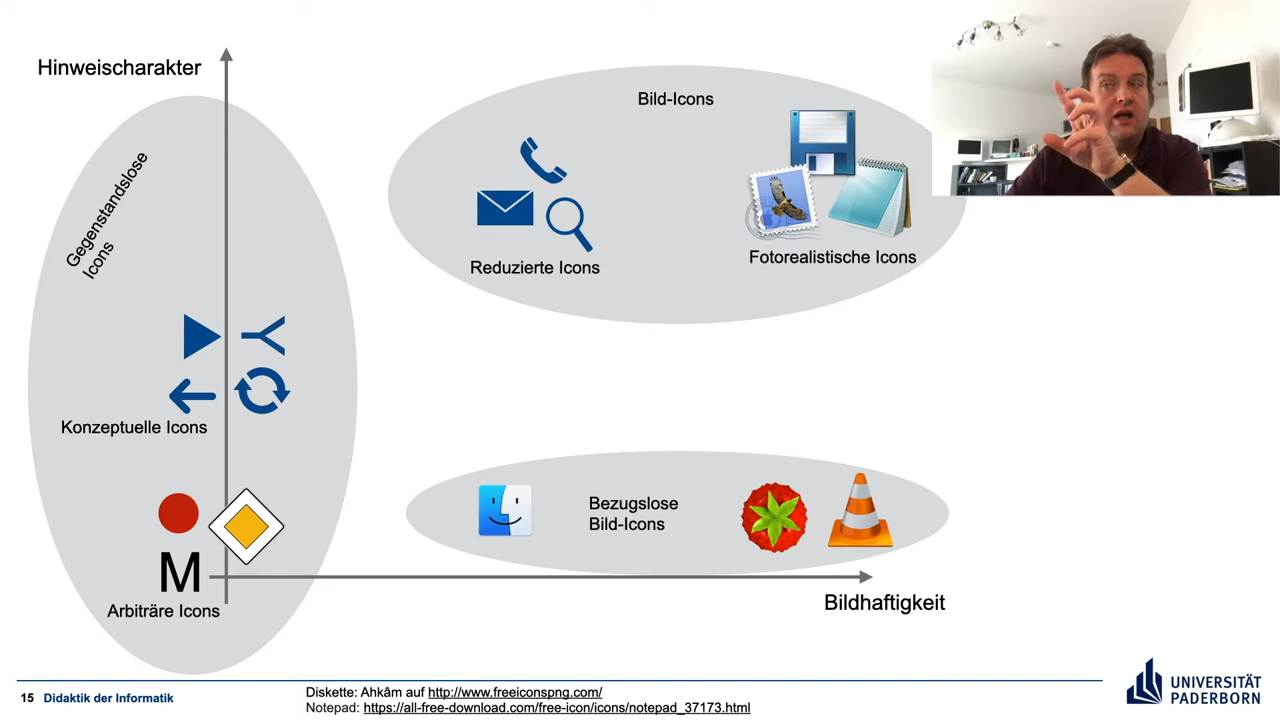 Hinweischarakter
Bild-Icons
Gegenstandslose
Icons
Reduzierte Icons
Fotorealistische Icons
Konzeptuelle Icons
Bezugslose
Bild-Icons
M
Arbiträre Icons
Bildhaftigkeit
15 Didaktik der Informatik
Diskette: Ahkâm auf http://www.freeiconspng.com/
Notepad: https://all-free-download.com/free-icon/icons/notepad_37173.html
UNIVERSITÄT
PADERBORN